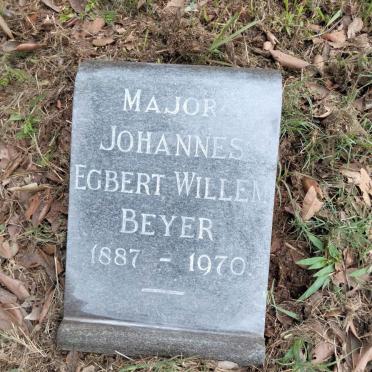 MAJOR
JOHANNES
EGBERT WILLEM
BEYER
1887 - 1970